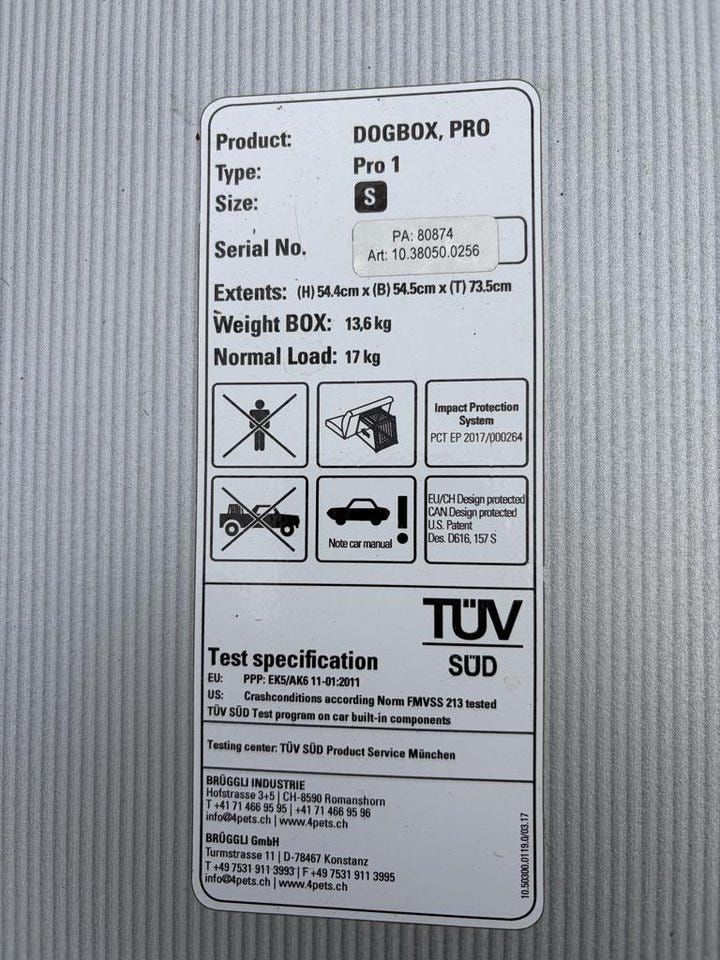 Product: DOGBOX, PRO
Type: Pro 1
Size: S
Serial No. PA: 80874
Art: 10.38050.0256
Extents: (H) 54.4cm x (B) 54.5cm x (T) 73.5cm
Weight BOX: 13,6 kg
Normal Load: 17 kg
Impact Protection
System
PCT EP 2017/000264
Note car manual
EU/CH Design protected
CAN Design protected
U.S. Patent
Des. D616, 157 S
TÜV
SÜD
Test specification
EU: PPP: EK5/AK6 11-01:2011
US: Crashconditions according Norm FMVSS 213 tested
TÜV SÜD Test program on car built-in components
Testing center: TÜV SÜD Product Service München
BRÜGGLI INDUSTRIE
Hofstrasse 3+5 | CH-8590 Romanshorn
T +41 71 466 95 95 | +41 71 466 95 96
info@4pets.ch | www.4pets.ch
BRÜGGLI GmbH
Turmstrasse 11 | D-78467 Konstanz
T +49 7531 911 3993 | F +49 7531 911 3995
info@4pets.ch | www.4pets.ch
10.50300.0119.0/03.17